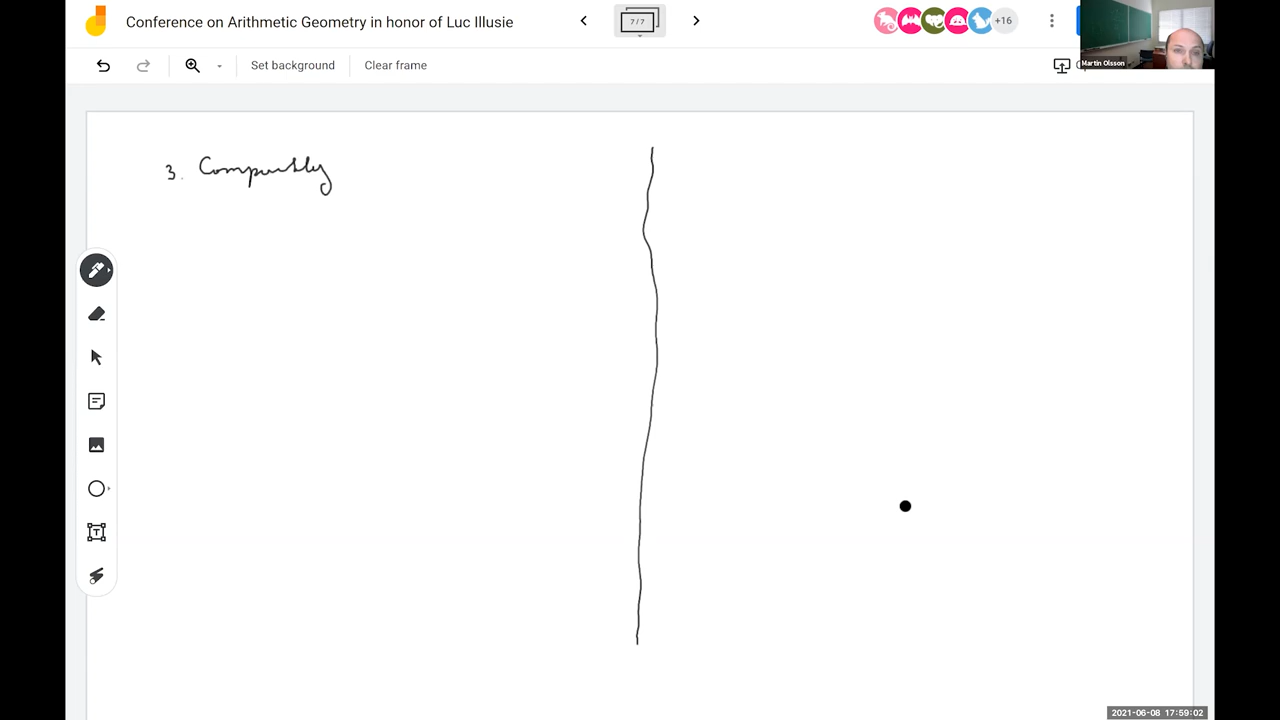 Conference on Arithmetic Geometry in honor of Luc Illusie
7 / 7
+16
Set background
Clear frame
Martin Olsson
3.
T
2021-06-08 17:59:02